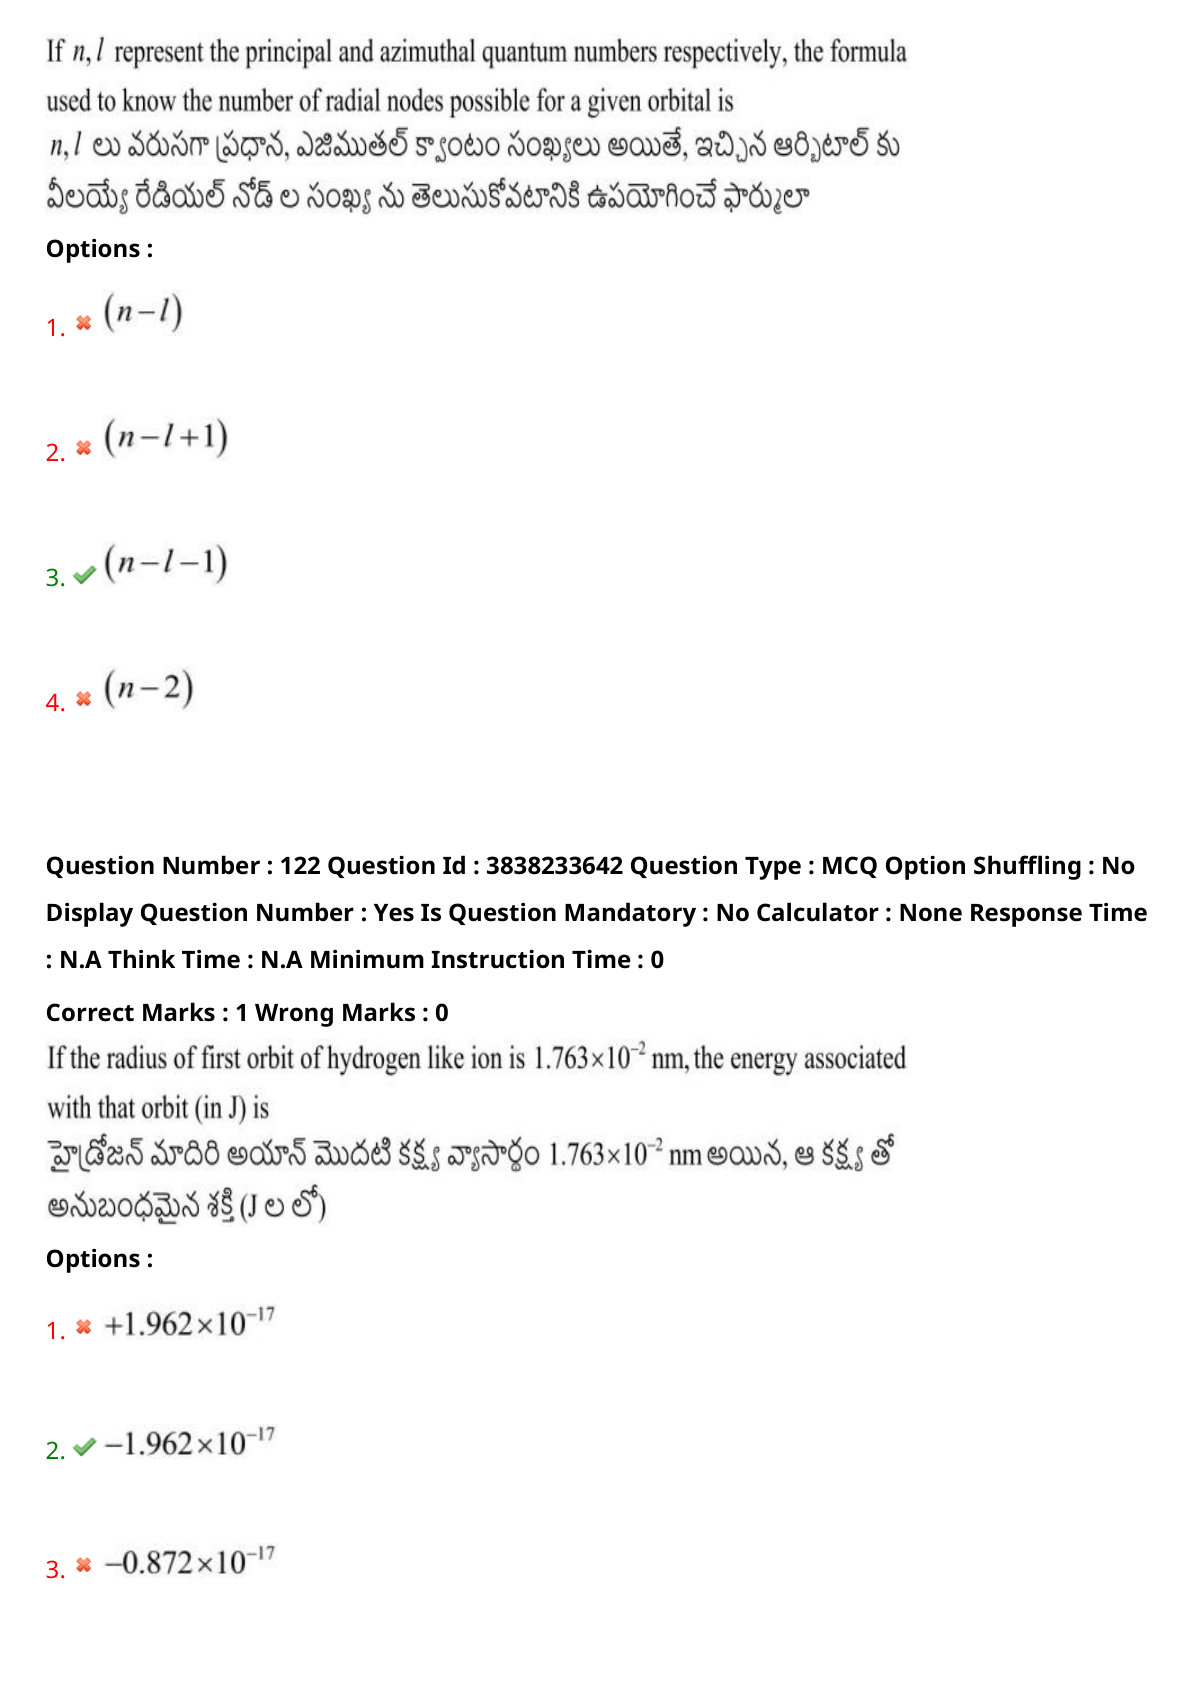 If n, l represent the principal and azimuthal quantum numbers respectively, the formula
used to know the number of radial nodes possible for a given orbital is
n, l లు వరుసగా ప్రధాన, ఎజిముతల్ క్వాంటం సంఖ్యలు అయితే, ఇచ్చిన ఆర్బిటాల్ కు
వీలయ్యే రేడియల్ నోడ్ ల సంఖ్య ను తెలుసుకోవటానికి ఉపయోగించే ఫార్ములా
Options :
1. ✖ (n−l)
2. ✖ (n−l+1)
3. ✔ (n−l−1)
4. ✖ (n−2)
Question Number : 122 Question Id : 3838233642 Question Type : MCQ Option Shuffling : No
Display Question Number : Yes Is Question Mandatory : No Calculator : None Response Time
: N.A Think Time : N.A Minimum Instruction Time : 0
Correct Marks : 1 Wrong Marks : 0
If the radius of first orbit of hydrogen like ion is 1.763×10⁻² nm, the energy associated
with that orbit (in J) is
హైడ్రోజన్ మాదిరి అయాన్ మొదటి కక్ష్య వ్యాసార్థం 1.763×10⁻² nm అయిన, ఆ కక్ష్య తో
అనుబంధమైన శక్తి (J ల లో)
Options :
1. ✖ +1.962×10⁻¹⁷
2. ✔ −1.962×10⁻¹⁷
3. ✖ −0.872×10⁻¹⁷